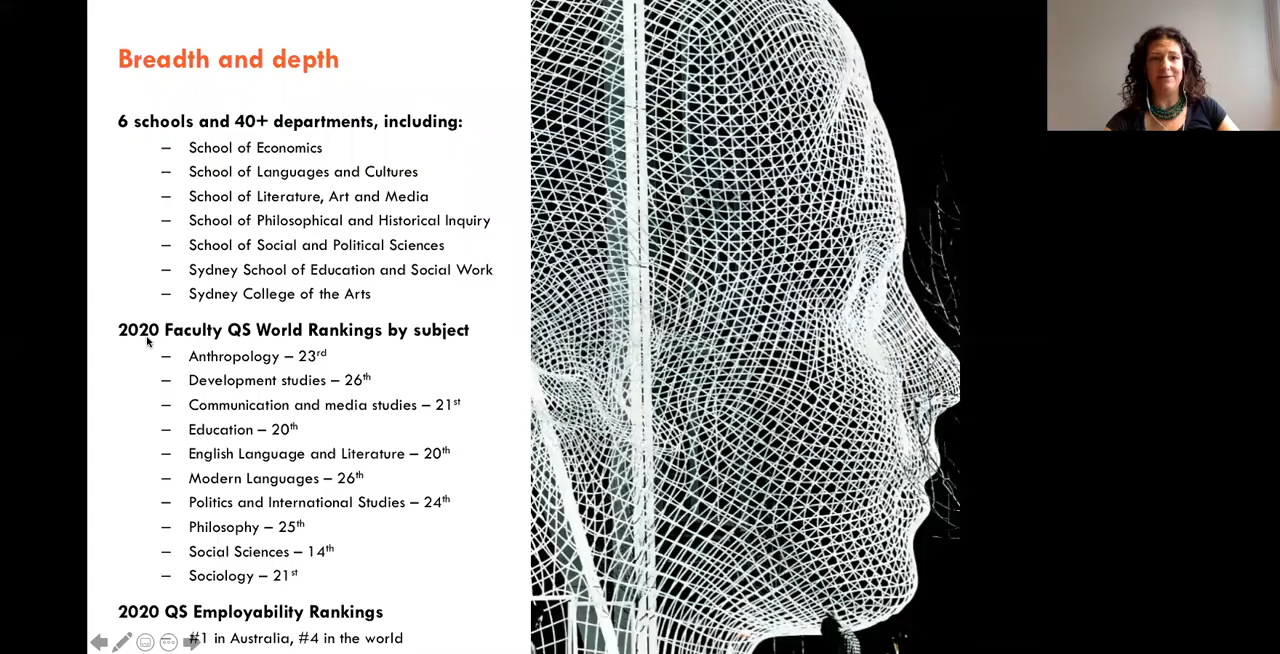 Breadth and depth
6 schools and 40+ departments, including:
– School of Economics
– School of Languages and Cultures
– School of Literature, Art and Media
– School of Philosophical and Historical Inquiry
– School of Social and Political Sciences
– Sydney School of Education and Social Work
– Sydney College of the Arts
2020 Faculty QS World Rankings by subject
– Anthropology – 23rd
– Development studies – 26th
– Communication and media studies – 21st
– Education – 20th
– English Language and Literature – 20th
– Modern Languages – 26th
– Politics and International Studies – 24th
– Philosophy – 25th
– Social Sciences – 14th
– Sociology – 21st
2020 QS Employability Rankings
– #1 in Australia, #4 in the world